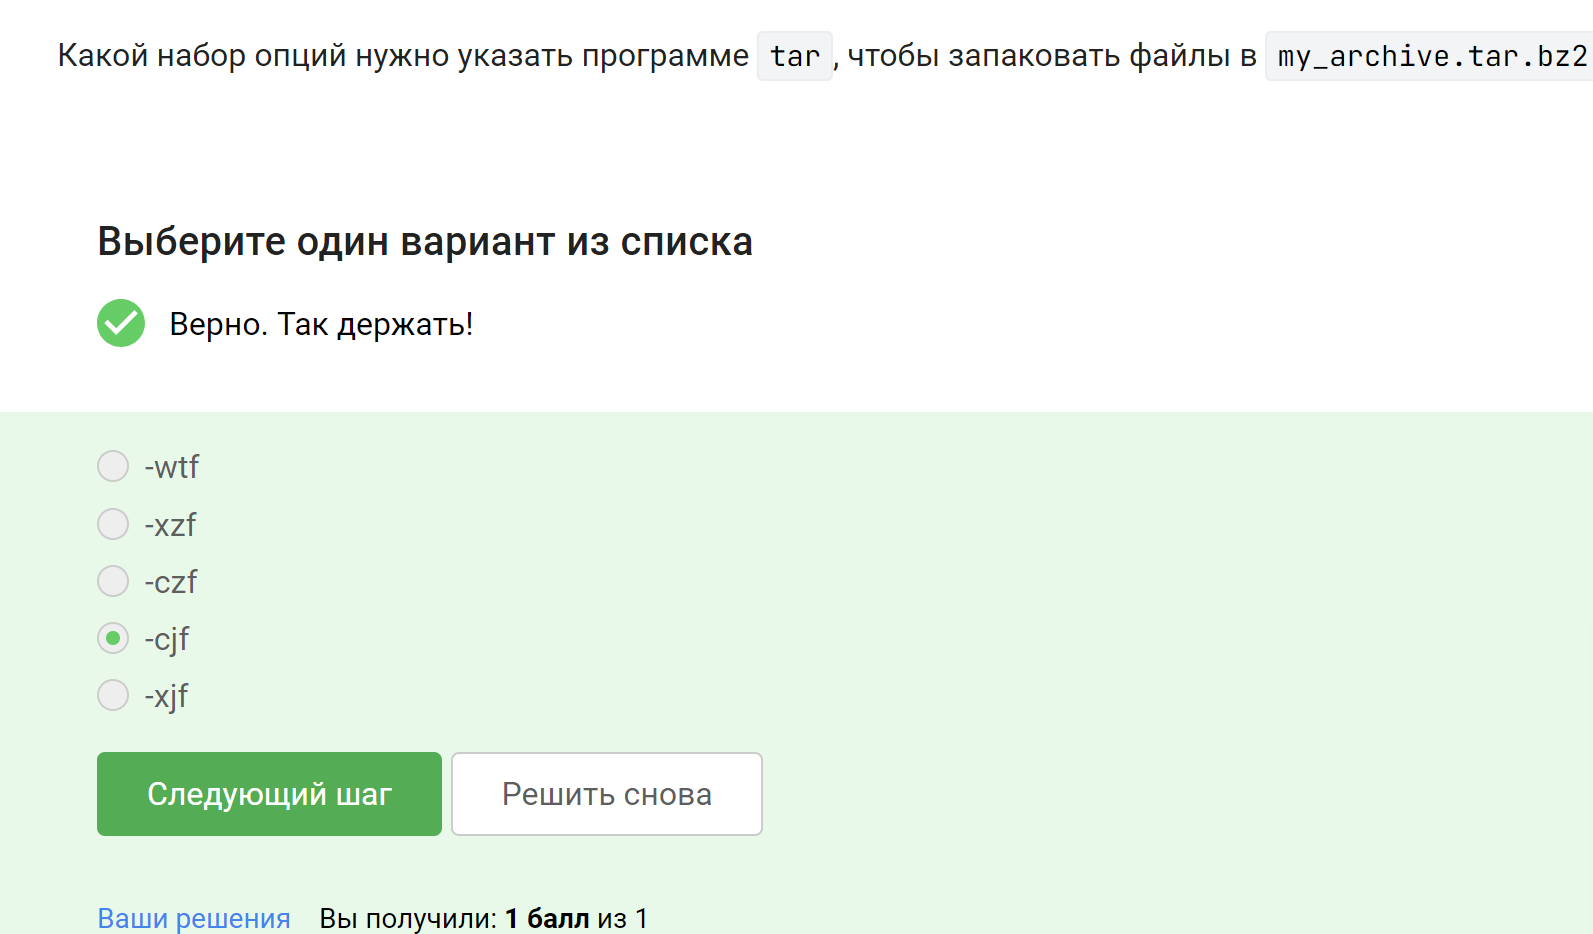 Какой набор опций нужно указать программе tar, чтобы запаковать файлы в my_archive.tar.bz2
Выберите один вариант из списка
Верно. Так держать!
-wtf
-xzf
-czf
-cjf
-xjf
Следующий шаг Решить снова
Ваши решения Вы получили: 1 балл из 1